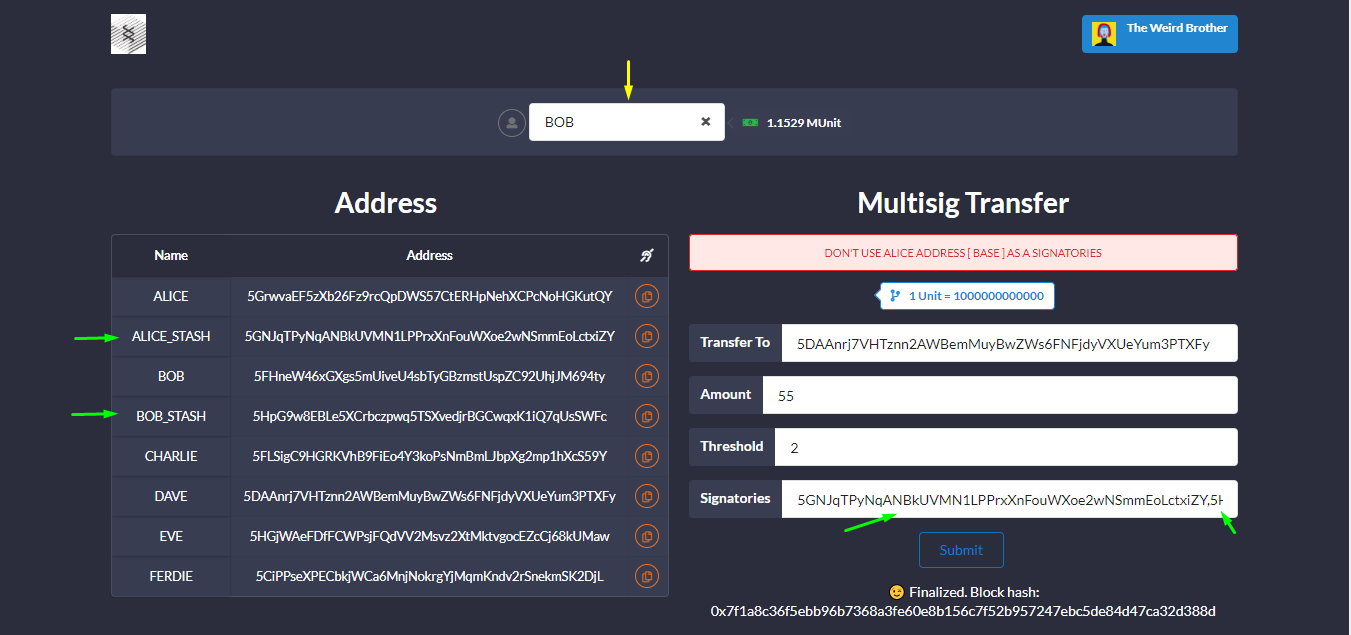 The Weird Brother
BOB
1.1529 MUnit
Address
Name Address
ALICE 5GrwvaEF5zXb26Fz9rcQpDWS57CtERHpNehXCPcNoHGKutQY
ALICE_STASH 5GNJqTPyNqANBkUVMN1LPPrxXnFouWXoe2wNSmmEoLctxiZY
BOB 5FHneW46xGXgs5mUiveU4sbTyGBzmstUspZC92UhjJM694ty
BOB_STASH 5HpG9w8EBLe5XCrbczpwq5TSXvedjrBGCwqxK1iQ7qUsSWFc
CHARLIE 5FLSigC9HGRKVhB9FiEo4Y3koPsNmBmLJbpXg2mp1hXcS59Y
DAVE 5DAAnrj7VHTznn2AWBemMuyBwZWs6FNFjdyVXUeYum3PTXFy
EVE 5HGjWAeFDfFCWPsjFQdVV2Msvz2XtMktvgocEZcCj68kUMaw
FERDIE 5CiPPseXPECbkjWCa6MnjNokrgYjMqmKndv2rSnekmSK2DjL
Multisig Transfer
DON'T USE ALICE ADDRESS [ BASE ] AS A SIGNATORIES
1 Unit = 1000000000000
Transfer To 5DAAnrj7VHTznn2AWBemMuyBwZWs6FNFjdyVXUeYum3PTXFy
Amount 55
Threshold 2
Signatories 5GNJqTPyNqANBkUVMN1LPPrxXnFouWXoe2wNSmmEoLctxiZY,5H
Submit
😉 Finalized. Block hash:
0x7f1a8c36f5ebb96b7368a3fe60e8b156c7f52b957247ebc5de84d47ca32d388d